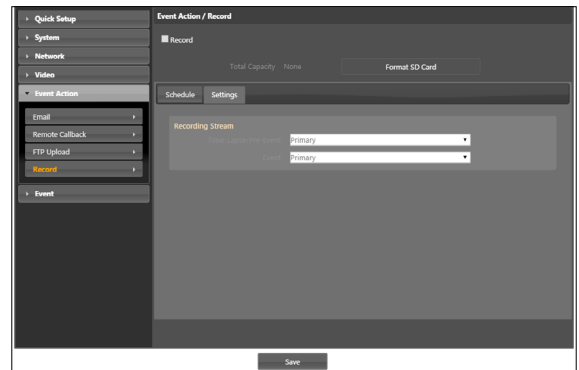 Quick Setup
System
Network
Video
Event Action
Email
Remote Callback
FTP Upload
Record
Event
Event Action / Record
Record
Total Capacity None
Format SD Card
Schedule Settings
Recording Stream
Primary
Event Primary
Save